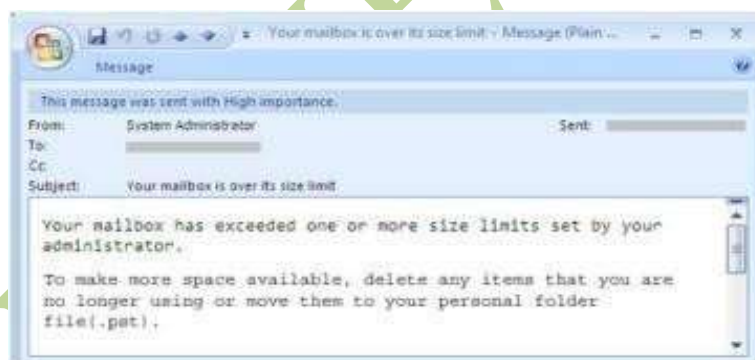 Your mailbox is over its size limit - Message (Plain ...
Message
This message was sent with High importance.
From: System Administrator Sent:
To:
Cc:
Subject: Your mailbox is over its size limit
Your mailbox has exceeded one or more size limits set by your
administrator.
To make more space available, delete any items that you are
no longer using or move them to your personal folder
file(.pst).